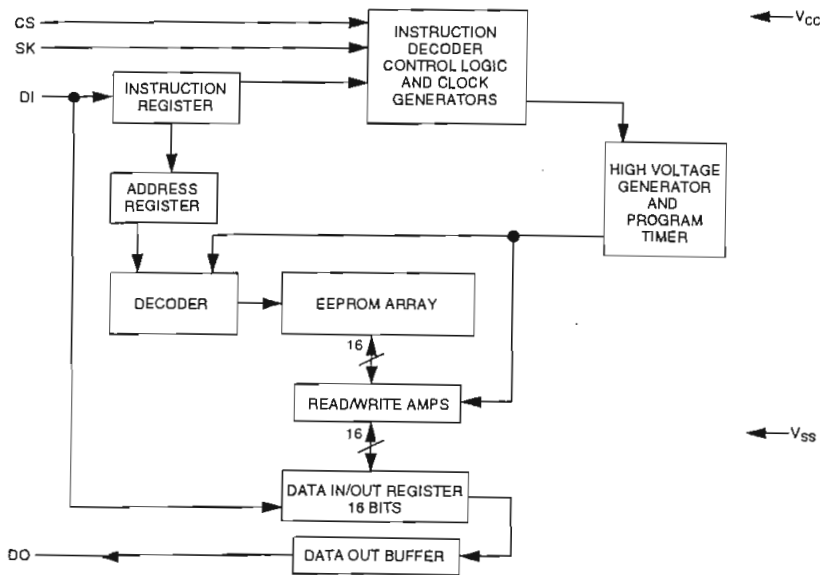 CS
SK
DI
INSTRUCTION
DECODER
CONTROL LOGIC
AND CLOCK
GENERATORS
VCC
INSTRUCTION
REGISTER
HIGH VOLTAGE
GENERATOR
AND
PROGRAM
TIMER
ADDRESS
REGISTER
DECODER
EEPROM ARRAY
16
READ/WRITE AMPS
16
VSS
DATA IN/OUT REGISTER
16 BITS
DO
DATA OUT BUFFER